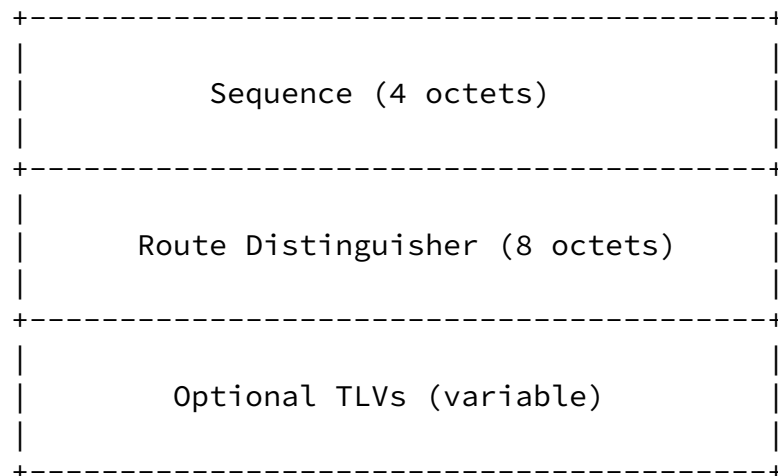 Sequence (4 octets)
Route Distinguisher (8 octets)
Optional TLVs (variable)